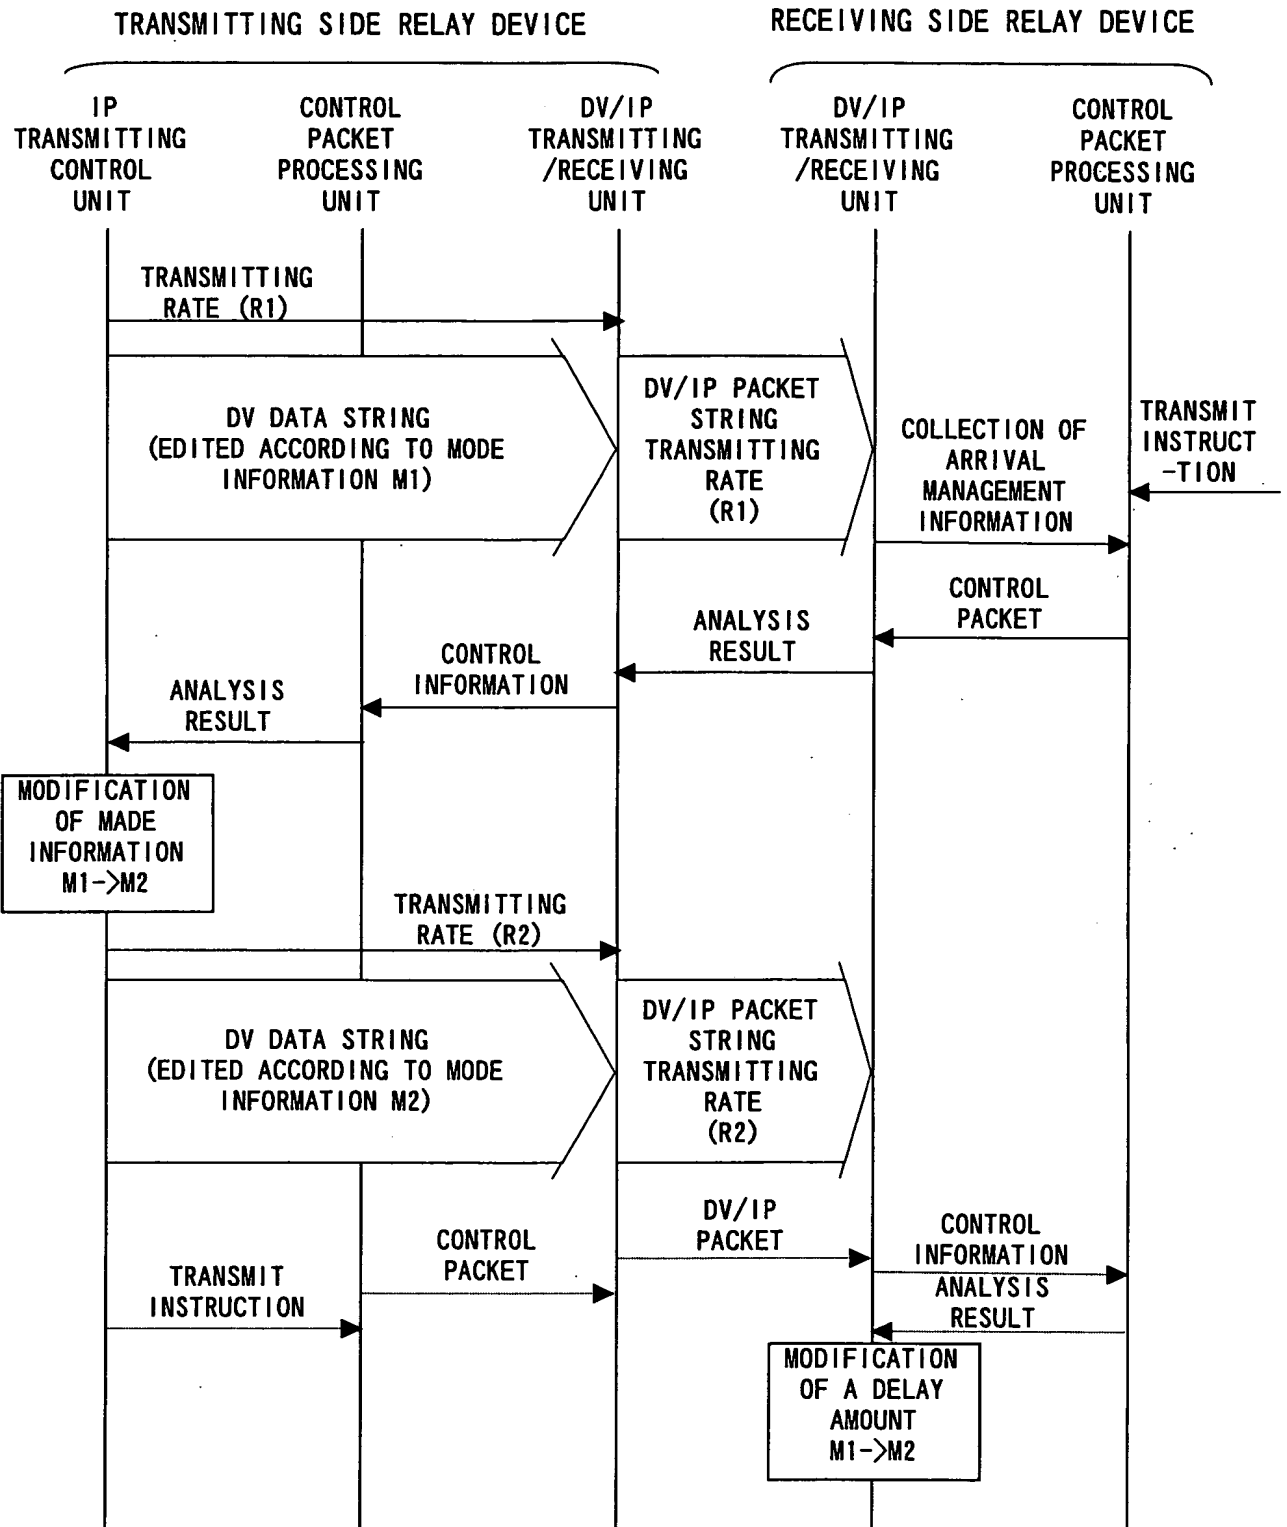 TRANSMITTING SIDE RELAY DEVICE
RECEIVING SIDE RELAY DEVICE
IP
TRANSMITTING
CONTROL
UNIT
CONTROL
PACKET
PROCESSING
UNIT
DV/IP
TRANSMITTING
/RECEIVING
UNIT
DV/IP
TRANSMITTING
/RECEIVING
UNIT
CONTROL
PACKET
PROCESSING
UNIT
TRANSMITTING
RATE (R1)
DV DATA STRING
(EDITED ACCORDING TO MODE
INFORMATION M1)
DV/IP PACKET
STRING
TRANSMITTING
RATE
(R1)
COLLECTION OF
ARRIVAL
MANAGEMENT
INFORMATION
TRANSMIT
INSTRUCT
-TION
CONTROL
PACKET
ANALYSIS
RESULT
CONTROL
INFORMATION
ANALYSIS
RESULT
MODIFICATION
OF MADE
INFORMATION
M1->M2
TRANSMITTING
RATE (R2)
DV DATA STRING
(EDITED ACCORDING TO MODE
INFORMATION M2)
DV/IP PACKET
STRING
TRANSMITTING
RATE
(R2)
DV/IP
PACKET
CONTROL
INFORMATION
CONTROL
PACKET
TRANSMIT
INSTRUCTION
ANALYSIS
RESULT
MODIFICATION
OF A DELAY
AMOUNT
M1->M2